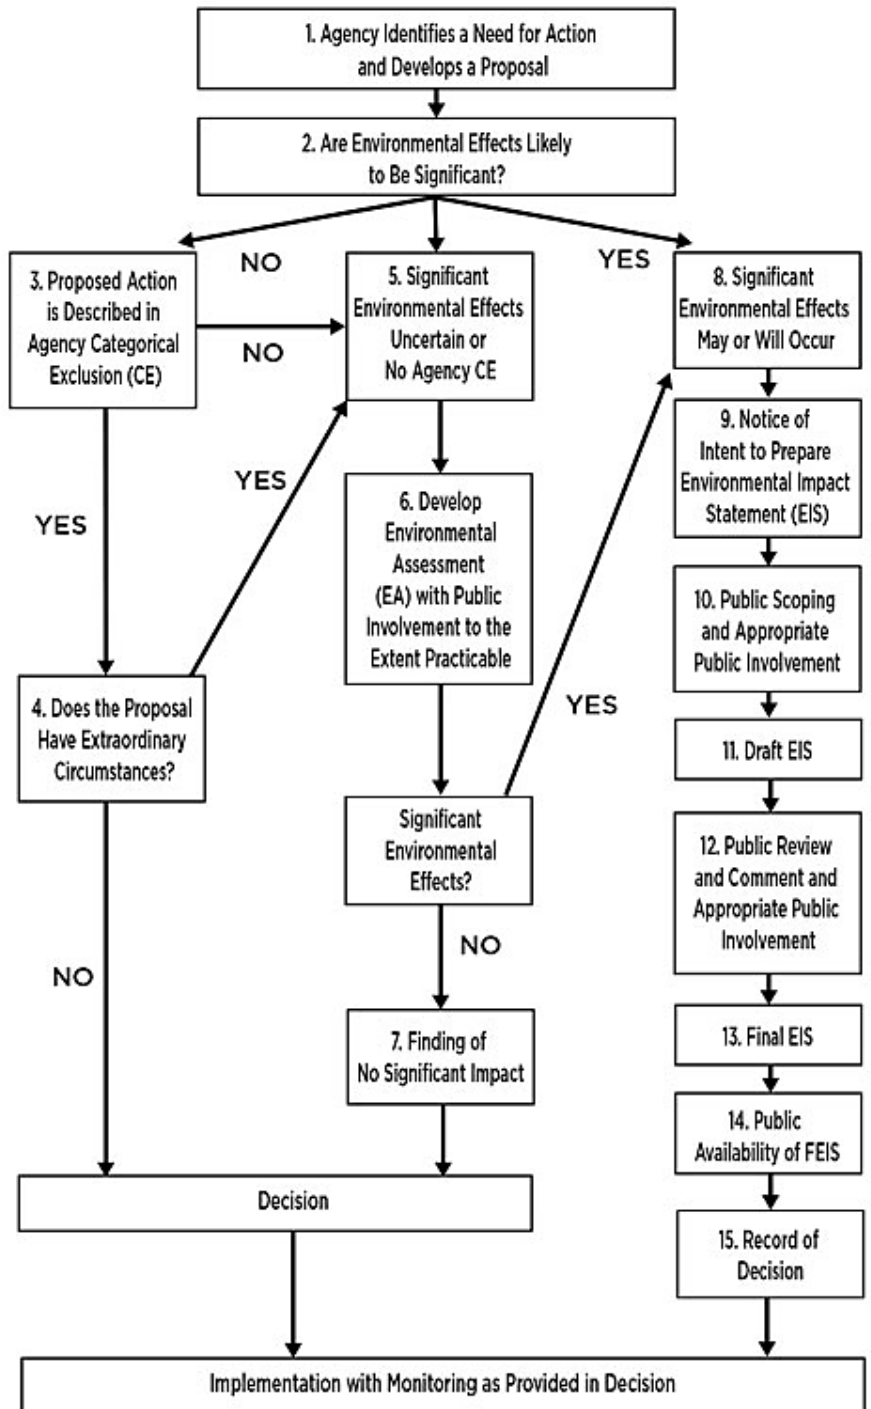 1. Agency Identifies a Need for Action
and Develops a Proposal
2. Are Environmental Effects Likely
to Be Significant?
NO
YES
3. Proposed Action
is Described in
Agency Categorical
Exclusion (CE)
NO
5. Significant
Environmental Effects
Uncertain or
No Agency CE
8. Significant
Environmental Effects
May or Will Occur
YES
YES
4. Does the Proposal
Have Extraordinary
Circumstances?
NO
6. Develop
Environmental
Assessment
(EA) with Public
Involvement to the
Extent Practicable
YES
Significant
Environmental
Effects?
NO
7. Finding of
No Significant Impact
Decision
9. Notice of
Intent to Prepare
Environmental Impact
Statement (EIS)
10. Public Scoping
and Appropriate
Public Involvement
11. Draft EIS
12. Public Review
and Comment and
Appropriate Public
Involvement
13. Final EIS
14. Public
Availability of FEIS
15. Record of
Decision
Implementation with Monitoring as Provided in Decision